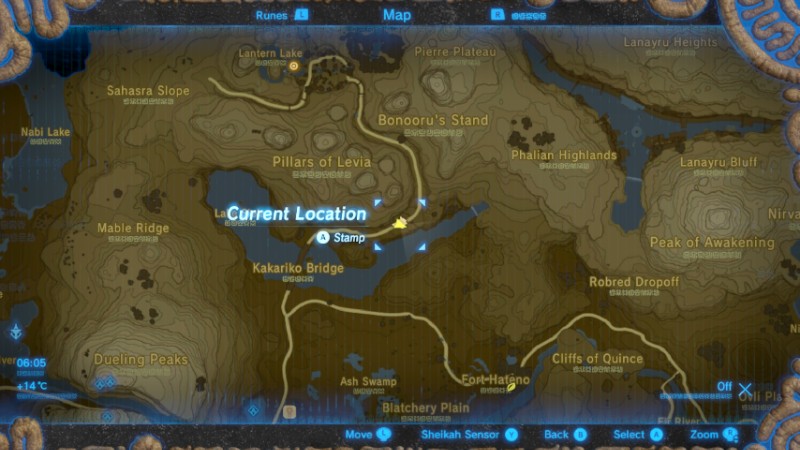 Runes L
Map
R
Lantern Lake
Pierre Plateau
Lanayru Heights
Sahasra Slope
Bonooru's Stand
Nabi Lake
Pillars of Levia
Phalian Highlands
Lanayru Bluff
La
Current Location
Nirva
Mable Ridge
A Stamp
Peak of Awakening
Kakariko Bridge
Robred Dropoff
06:05
Dueling Peaks
Cliffs of Quince
+14°C
Ash Swamp
Fort Hateno
Off
Blatchery Plain
Move L
Sheikah Sensor Y
Back B
Select A
Zoom R